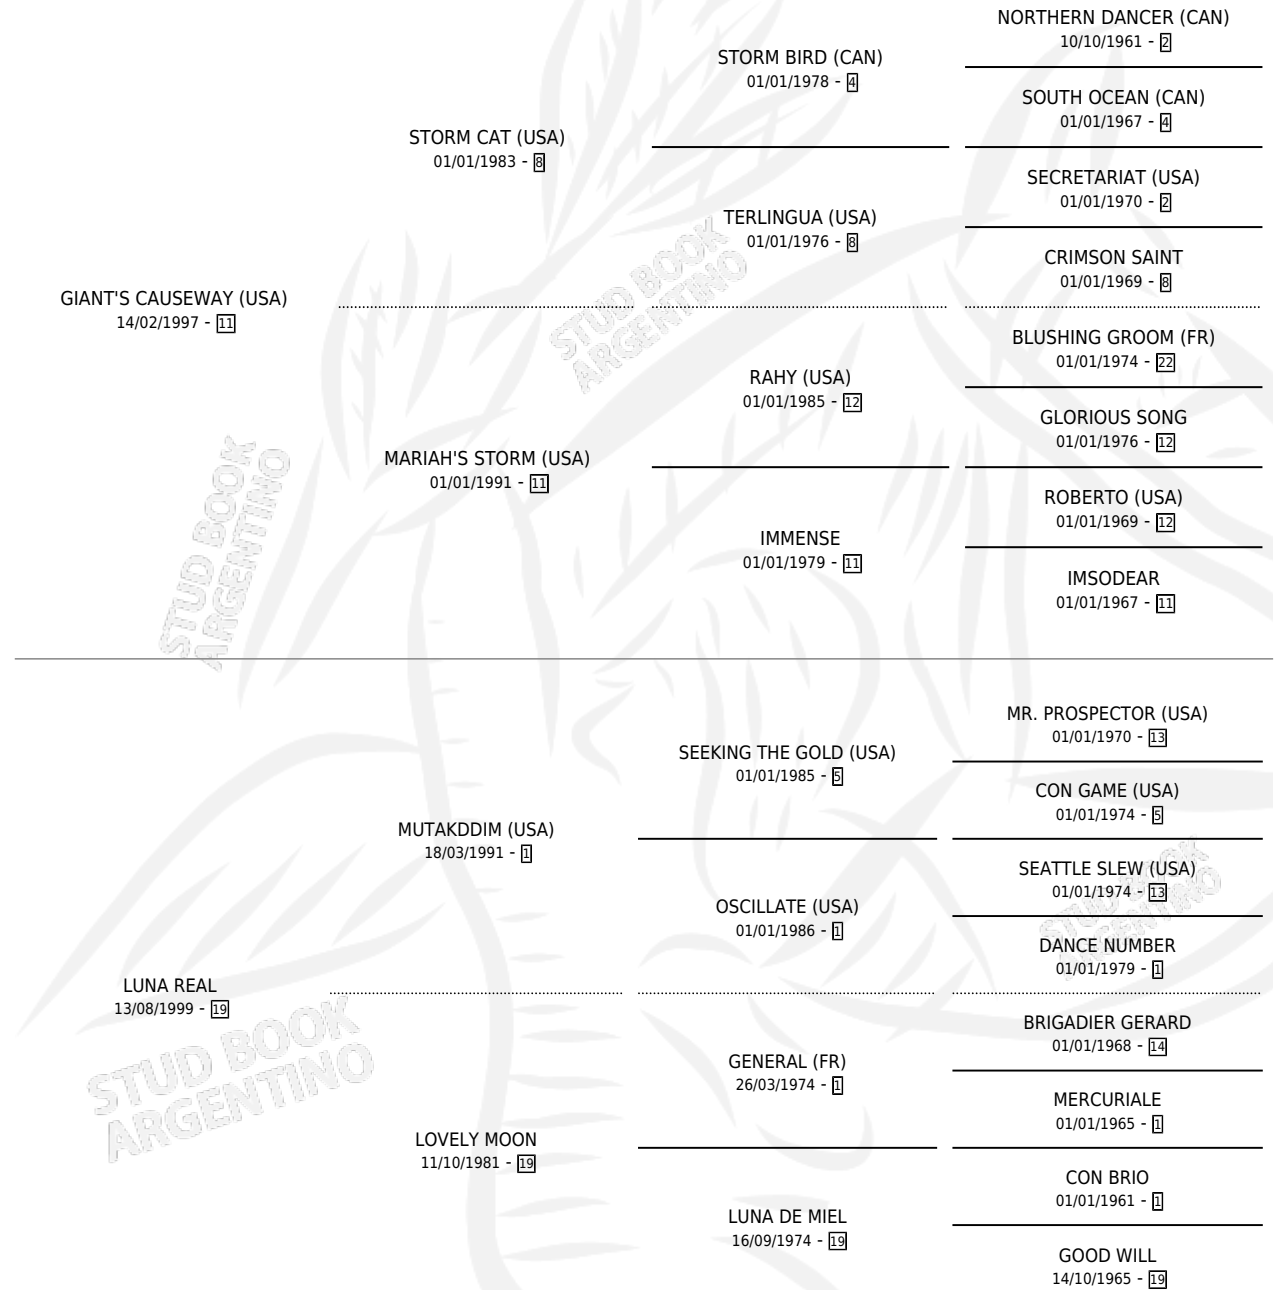 NORTHERN DANCER (CAN)
10/10/1961 - 2
STORM BIRD (CAN)
01/01/1978 - 4
SOUTH OCEAN (CAN)
01/01/1967 - 4
STORM CAT (USA)
01/01/1983 - 8
SECRETARIAT (USA)
01/01/1970 - 2
TERLINGUA (USA)
01/01/1976 - 8
CRIMSON SAINT
01/01/1969 - 8
GIANT'S CAUSEWAY (USA)
14/02/1997 - 11
BLUSHING GROOM (FR)
01/01/1974 - 22
RAHY (USA)
01/01/1985 - 12
GLORIOUS SONG
01/01/1976 - 12
MARIAH'S STORM (USA)
01/01/1991 - 11
ROBERTO (USA)
01/01/1969 - 12
IMMENSE
01/01/1979 - 11
IMSODEAR
01/01/1967 - 11
MR. PROSPECTOR (USA)
01/01/1970 - 13
SEEKING THE GOLD (USA)
01/01/1985 - 5
CON GAME (USA)
01/01/1974 - 5
MUTAKDDIM (USA)
18/03/1991 - 1
SEATTLE SLEW (USA)
01/01/1974 - 13
OSCILLATE (USA)
01/01/1986 - 1
DANCE NUMBER
01/01/1979 - 1
LUNA REAL
13/08/1999 - 19
BRIGADIER GERARD
01/01/1968 - 14
GENERAL (FR)
26/03/1974 - 1
MERCURIALE
01/01/1965 - 1
LOVELY MOON
11/10/1981 - 19
CON BRIO
01/01/1961 - 1
LUNA DE MIEL
16/09/1974 - 19
GOOD WILL
14/10/1965 - 19
STUD BOOK
ARGENTINO
STUD BOOK
ARGENTINO
STUD BOOK
ARGENTINO
STUD BOOK
ARGENTINO